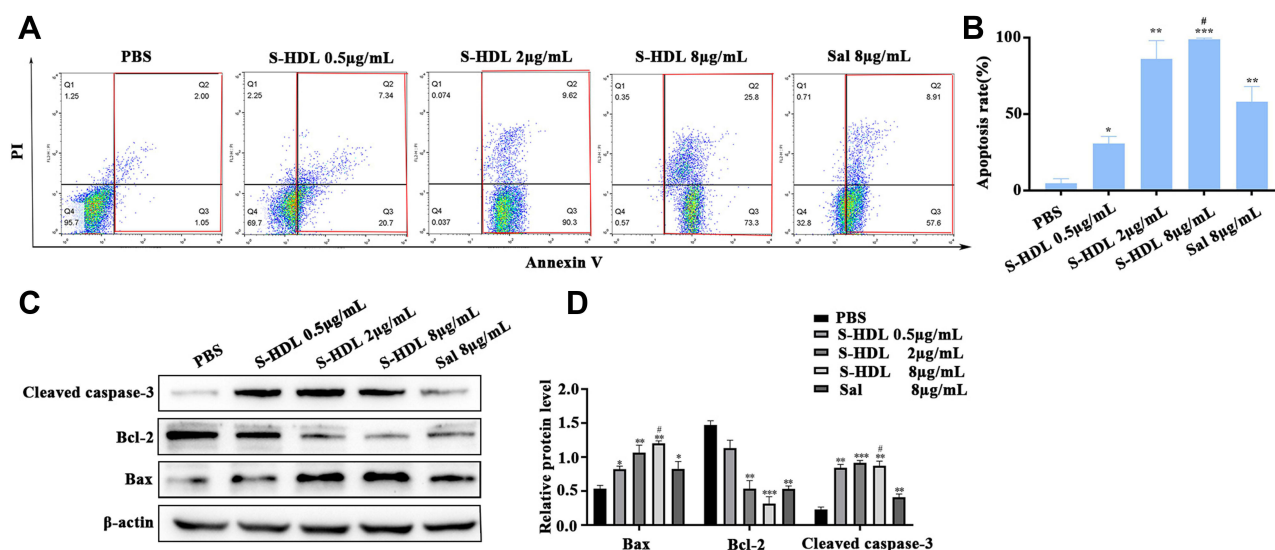 A
PBS
S-HDL 0.5µg/mL
S-HDL 2µg/mL
S-HDL 8µg/mL
Sal 8µg/mL
PI
Q1
1.25
Q2
2.00
Q4
95.7
Q3
1.05
Q1
2.25
Q2
7.34
Q4
69.7
Q3
20.7
Q1
0.074
Q2
9.62
Q4
0.037
Q3
90.3
Q1
0.35
Q2
25.8
Q4
0.57
Q3
73.3
Q1
0.71
Q2
8.91
Q4
32.8
Q3
57.6
Annexin V
B
Apoptosis rate(%)
100
50
0
*
**
#
***
**
PBS
S-HDL 0.5µg/mL
S-HDL 2µg/mL
S-HDL 8µg/mL
Sal 8µg/mL
C
PBS
S-HDL 0.5µg/mL
S-HDL 2µg/mL
S-HDL 8µg/mL
Sal 8µg/mL
Cleaved caspase-3
Bcl-2
Bax
β-actin
D
PBS
S-HDL 0.5µg/mL
S-HDL 2µg/mL
S-HDL 8µg/mL
Sal 8µg/mL
Relative protein level
2.0
1.5
1.0
0.5
0.0
*
**
#
**
*
**
***
**
**
***
#
**
**
Bax
Bcl-2
Cleaved caspase-3